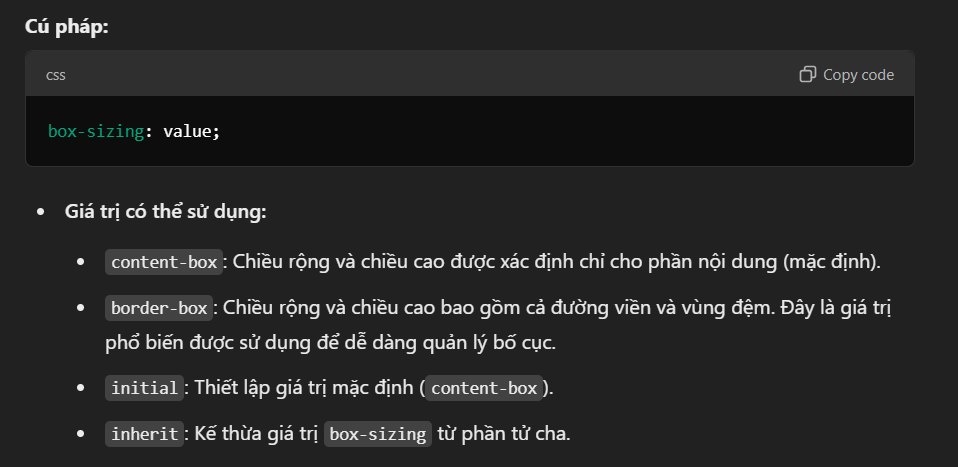 Cú pháp:
css
Copy code
box-sizing: value;
Giá trị có thể sử dụng:
content-box: Chiều rộng và chiều cao được xác định chỉ cho phần nội dung (mặc định).
border-box: Chiều rộng và chiều cao bao gồm cả đường viền và vùng đệm. Đây là giá trị
phổ biến được sử dụng để dễ dàng quản lý bố cục.
initial: Thiết lập giá trị mặc định (content-box).
inherit: Kế thừa giá trị box-sizing từ phần tử cha.